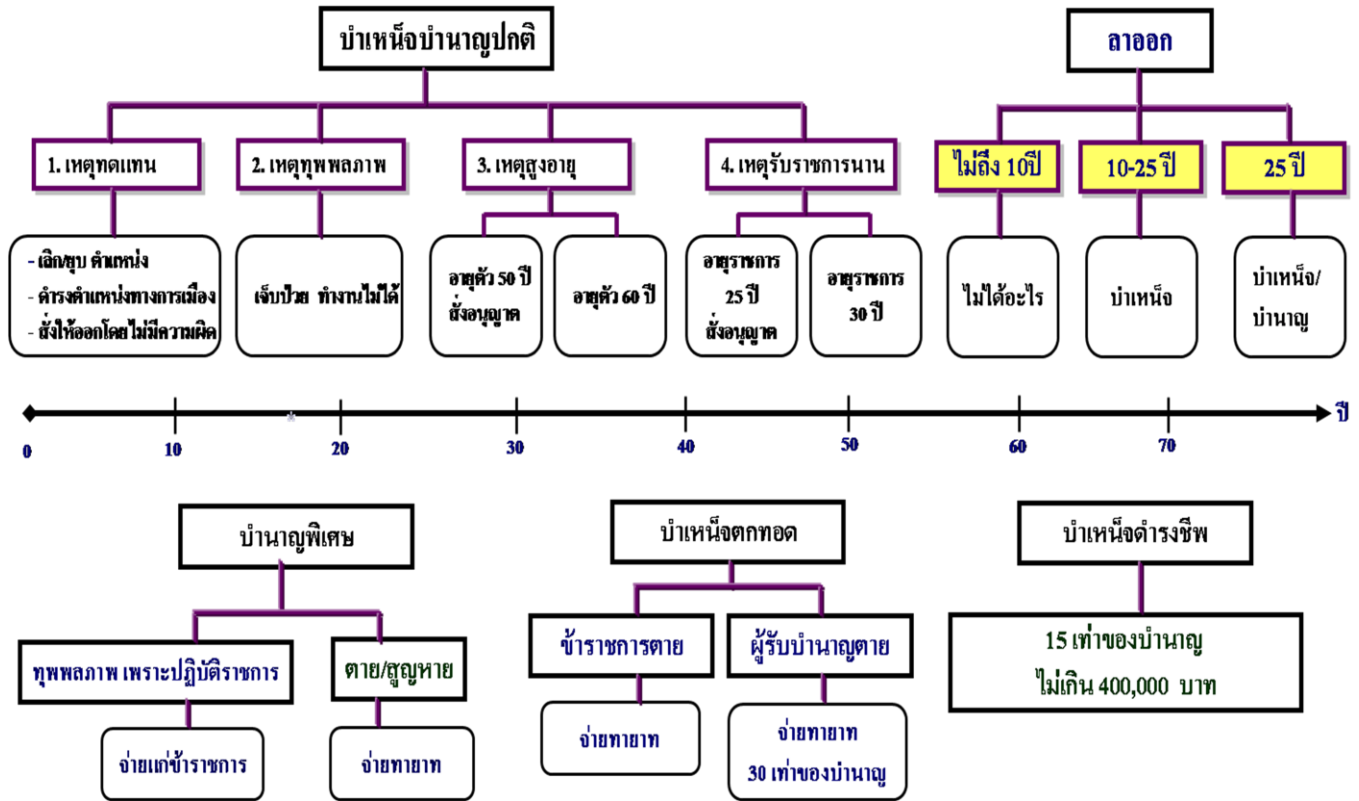 บำเหน็จบำนาญปกติ
ลาออก
1. เหตุทดแทน
2. เหตุทุพพลภาพ
3. เหตุสูงอายุ
4. เหตุรับราชการนาน
ไม่ถึง 10ปี
10-25 ปี
25 ปี
- เลิก/ยุบ ตำแหน่ง
- ดำรงตำแหน่งทางการเมือง
- สั่งให้ออกโดยไม่มีความผิด
เจ็บป่วย ทำงานไม่ได้
อายุตัว 50 ปี
สั่งอนุญาต
อายุตัว 60 ปี
อายุราชการ
25 ปี
สั่งอนุญาต
อายุราชการ
30 ปี
ไม่ได้อะไร
บำเหน็จ
บำเหน็จ/
บำนาญ
ปี
0 10 20 30 40 50 60 70
บำนาญพิเศษ
บำเหน็จตกทอด
บำเหน็จดำรงชีพ
ทุพพลภาพ เพราะปฏิบัติราชการ
ตาย/สูญหาย
ข้าราชการตาย
ผู้รับบำนาญตาย
15 เท่าของบำนาญ
ไม่เกิน 400,000 บาท
จ่ายแก่ข้าราชการ
จ่ายทายาท
จ่ายทายาท
จ่ายทายาท
30 เท่าของบำนาญ